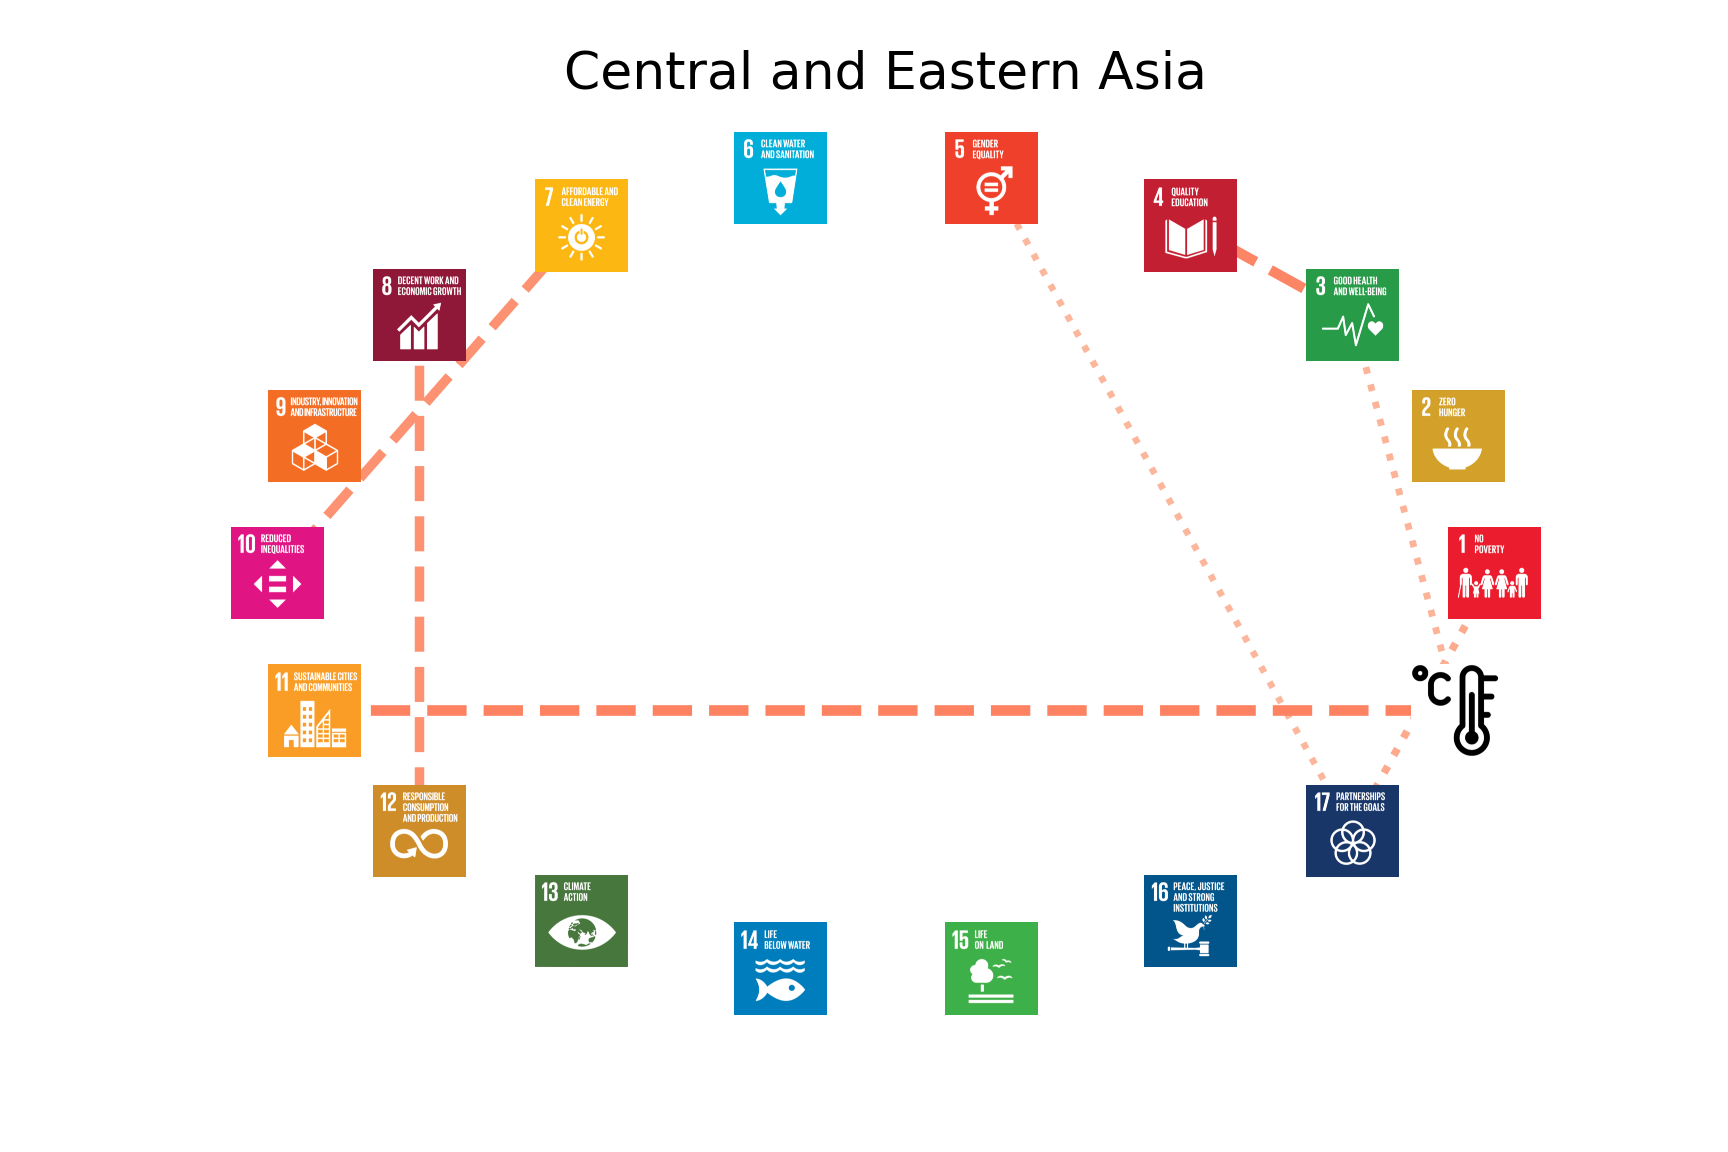 Central and Eastern Asia
6 CLEAN WATER
AND SANITATION
5 GENDER
EQUALITY
7 AFFORDABLE AND
CLEAN ENERGY
4 QUALITY
EDUCATION
8 DECENT WORK AND
ECONOMIC GROWTH
3 GOOD HEALTH
AND WELL-BEING
9 INDUSTRY, INNOVATION
AND INFRASTRUCTURE
2 ZERO
HUNGER
10 REDUCED
INEQUALITIES
1 NO
POVERTY
11 SUSTAINABLE CITIES
AND COMMUNITIES
°C
12 RESPONSIBLE
CONSUMPTION
AND PRODUCTION
17 PARTNERSHIPS
FOR THE GOALS
13 CLIMATE
ACTION
16 PEACE, JUSTICE
AND STRONG
INSTITUTIONS
14 LIFE
BELOW WATER
15 LIFE
ON LAND